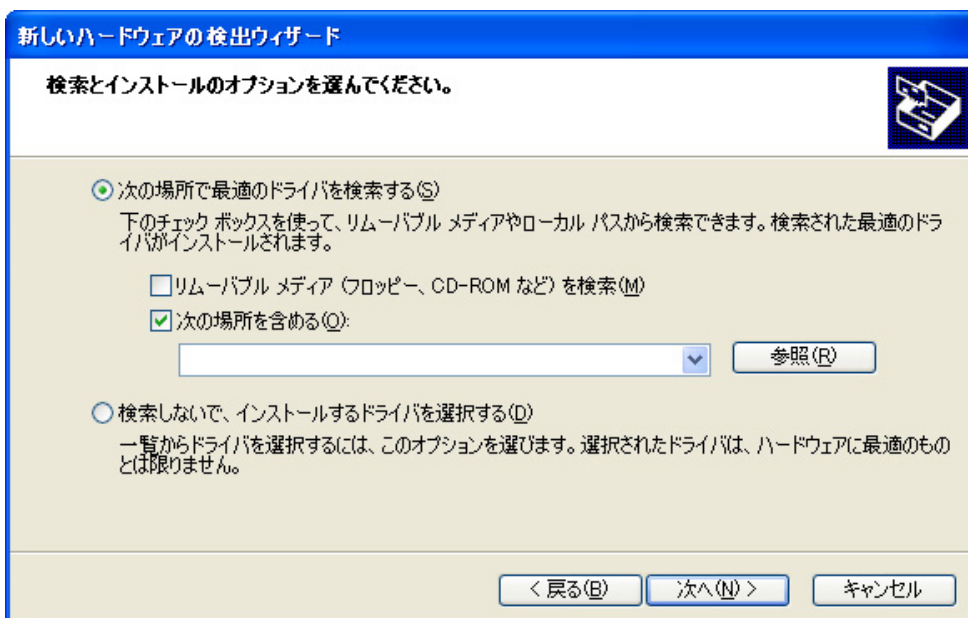 新しいハードウェアの検出ウィザード
検索とインストールのオプションを選んでください。
次の場所で最適のドライバを検索する(S)
下のチェック ボックスを使って、リムーバブル メディアやローカル パスから検索できます。検索された最適のドラ
イバがインストールされます。
リムーバブル メディア (フロッピー、CD-ROM など) を検索(M)
次の場所を含める(O):
参照(R)
検索しないで、インストールするドライバを選択する(D)
一覧からドライバを選択するには、このオプションを選びます。選択されたドライバは、ハードウェアに最適のもの
とは限りません。
< 戻る(B) 次へ(N) > キャンセル